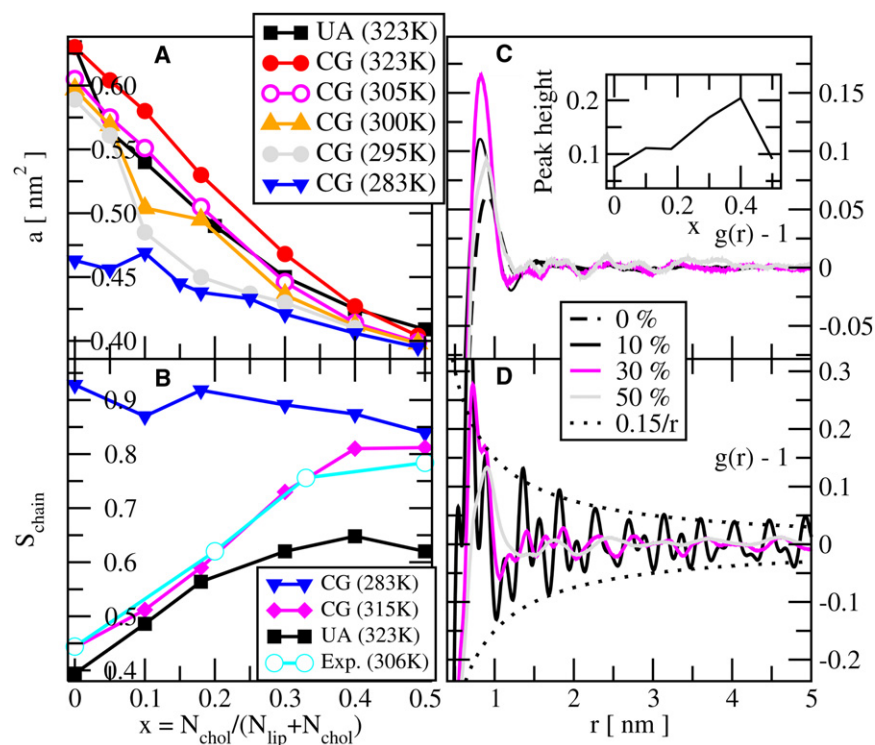 A
UA (323K)
CG (323K)
CG (305K)
CG (300K)
CG (295K)
CG (283K)
0.60
0.55
0.50
0.45
0.40
a [ nm²]
B
0.9
0.8
0.7
0.6
0.5
0.4
S_chain
CG (283K)
CG (315K)
UA (323K)
Exp. (306K)
0 0.1 0.2 0.3 0.4 0.5
x = N_chol/(N_lip+N_chol)
C
Peak height
0.2
0.1
0 0.2 0.4
x
g(r) - 1
0.15
0.1
0.05
0
-0.05
0 %
10 %
30 %
50 %
0.15/r
D
g(r) - 1
0.3
0.2
0.1
0
-0.1
-0.2
1 2 3 4 5
r [ nm]